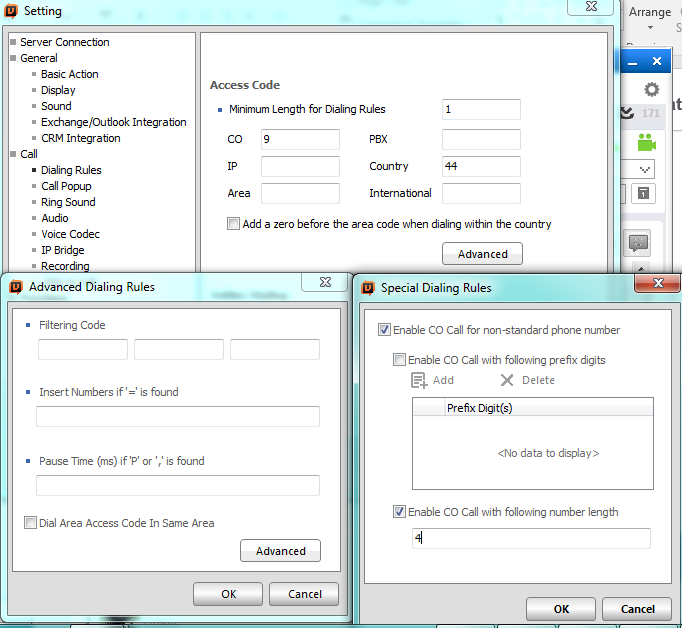 Setting
Arrange
Server Connection
General
Basic Action
Display
Sound
Exchange/Outlook Integration
CRM Integration
Call
Dialing Rules
Call Popup
Ring Sound
Audio
Voice Codec
IP Bridge
Recording
Access Code
Minimum Length for Dialing Rules 1
CO 9 PBX
IP Country 44
Area International
Add a zero before the area code when dialing within the country
Advanced
171
1
Advanced Dialing Rules
Filtering Code
Insert Numbers if '=' is found
Pause Time (ms) if 'P' or ',' is found
Dial Area Access Code In Same Area
Advanced
OK Cancel
Special Dialing Rules
Enable CO Call for non-standard phone number
Enable CO Call with following prefix digits
Add Delete
Prefix Digit(s)
<No data to display>
Enable CO Call with following number length
4
OK Cancel